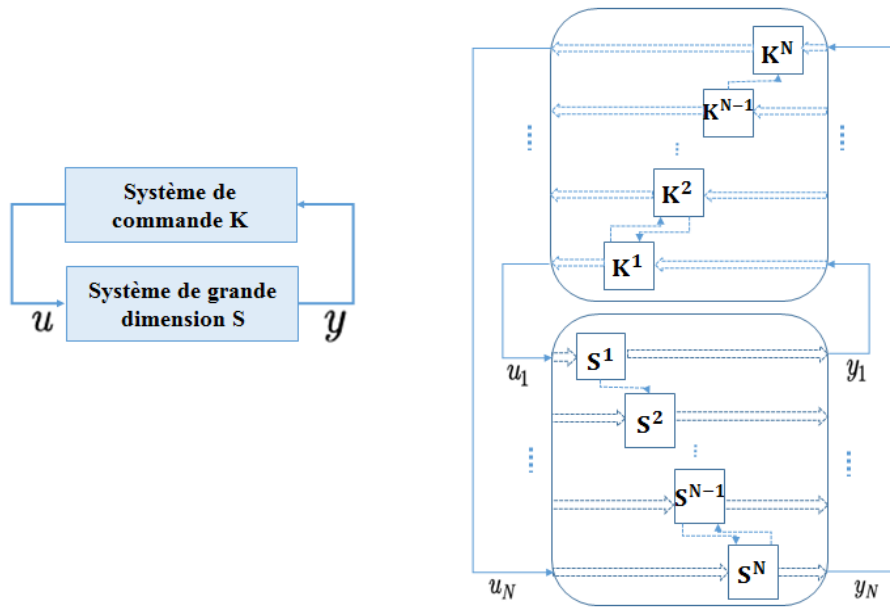 Système de
commande K
Système de grande
dimension S
u
y
K^N
K^{N-1}
K^2
K^1
S^1
S^2
S^{N-1}
S^N
u_1
y_1
u_N
y_N